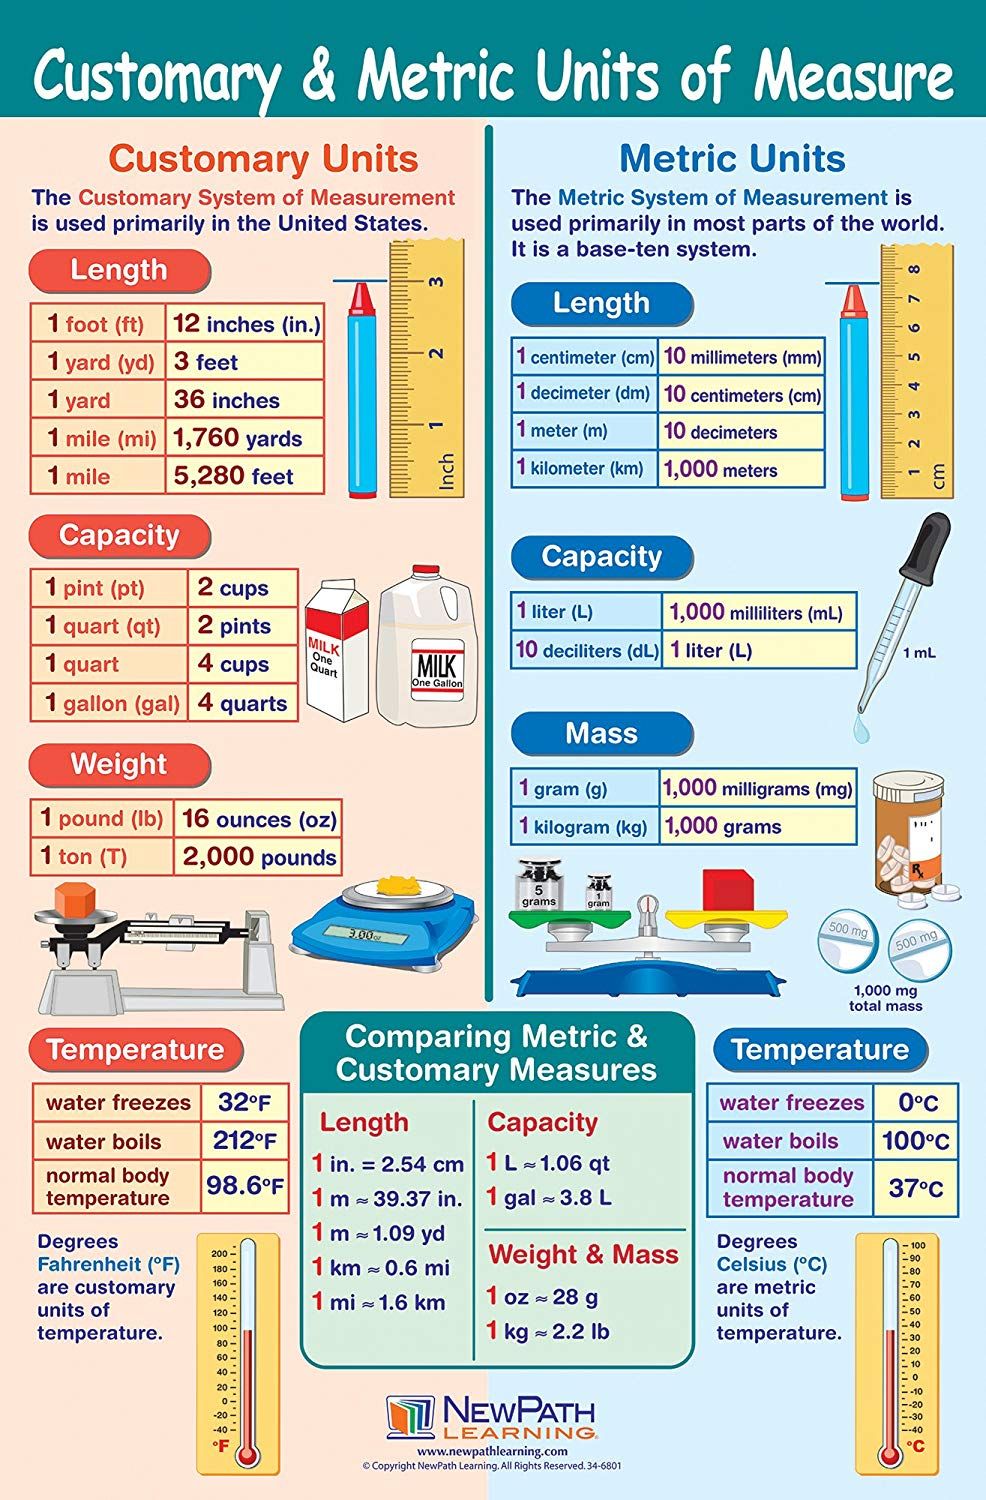 Customary & Metric Units of Measure
Customary Units
The Customary System of Measurement
is used primarily in the United States.
Length
1 foot (ft) 12 inches (in.)
1 yard (yd) 3 feet
1 yard 36 inches
1 mile (mi) 1,760 yards
1 mile 5,280 feet
3
2
1
Inch
Capacity
1 pint (pt) 2 cups
1 quart (qt) 2 pints
1 quart 4 cups
1 gallon (gal) 4 quarts
MILK
One
Quart
MILK
One Gallon
Weight
1 pound (lb) 16 ounces (oz)
1 ton (T) 2,000 pounds
Temperature
water freezes 32ºF
water boils 212ºF
normal body
temperature 98.6ºF
Degrees
Fahrenheit (ºF)
are customary
units of
temperature.
200
180
160
140
120
100
80
60
40
20
0
-20
-40
ºF
Metric Units
The Metric System of Measurement is
used primarily in most parts of the world.
It is a base-ten system.
Length
1 centimeter (cm) 10 millimeters (mm)
1 decimeter (dm) 10 centimeters (cm)
1 meter (m) 10 decimeters
1 kilometer (km) 1,000 meters
8
7
6
5
4
3
2
1
cm
Capacity
1 liter (L) 1,000 milliliters (mL)
10 deciliters (dL) 1 liter (L)
1 mL
Mass
1 gram (g) 1,000 milligrams (mg)
1 kilogram (kg) 1,000 grams
5
grams
1
gram
Rx
500 mg
500 mg
1,000 mg
total mass
Temperature
water freezes 0ºC
water boils 100ºC
normal body
temperature 37ºC
Degrees
Celsius (ºC)
are metric
units of
temperature.
100
90
80
70
60
50
40
30
20
10
0
-10
-20
-30
-40
ºC
Comparing Metric &
Customary Measures
Length
1 in. = 2.54 cm
1 m ≈ 39.37 in.
1 m ≈ 1.09 yd
1 km ≈ 0.6 mi
1 mi ≈ 1.6 km
Capacity
1 L ≈ 1.06 qt
1 gal ≈ 3.8 L
Weight & Mass
1 oz ≈ 28 g
1 kg ≈ 2.2 lb
NEWPATH
LEARNING®
www.newpathlearning.com
© Copyright NewPath Learning. All Rights Reserved. 34-6801